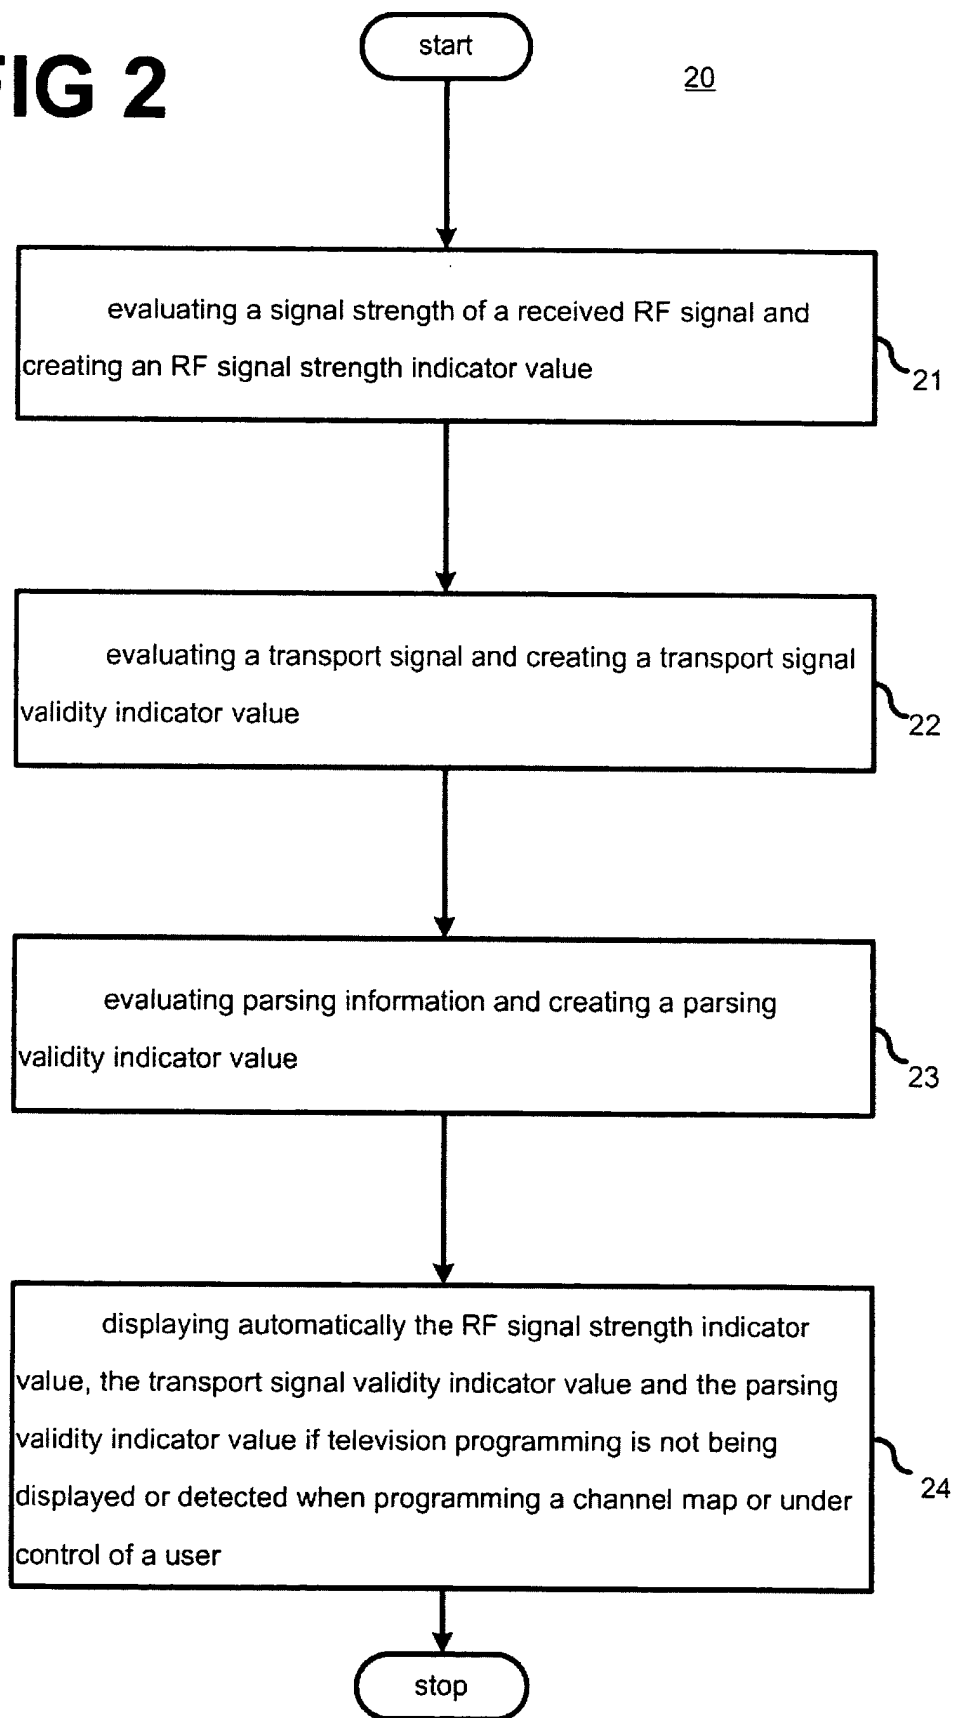 start
FIG 2
20
evaluating a signal strength of a received RF signal and
creating an RF signal strength indicator value
21
evaluating a transport signal and creating a transport signal
validity indicator value
22
evaluating parsing information and creating a parsing
validity indicator value
23
displaying automatically the RF signal strength indicator
value, the transport signal validity indicator value and the parsing
validity indicator value if television programming is not being
displayed or detected when programming a channel map or under
control of a user
24
stop